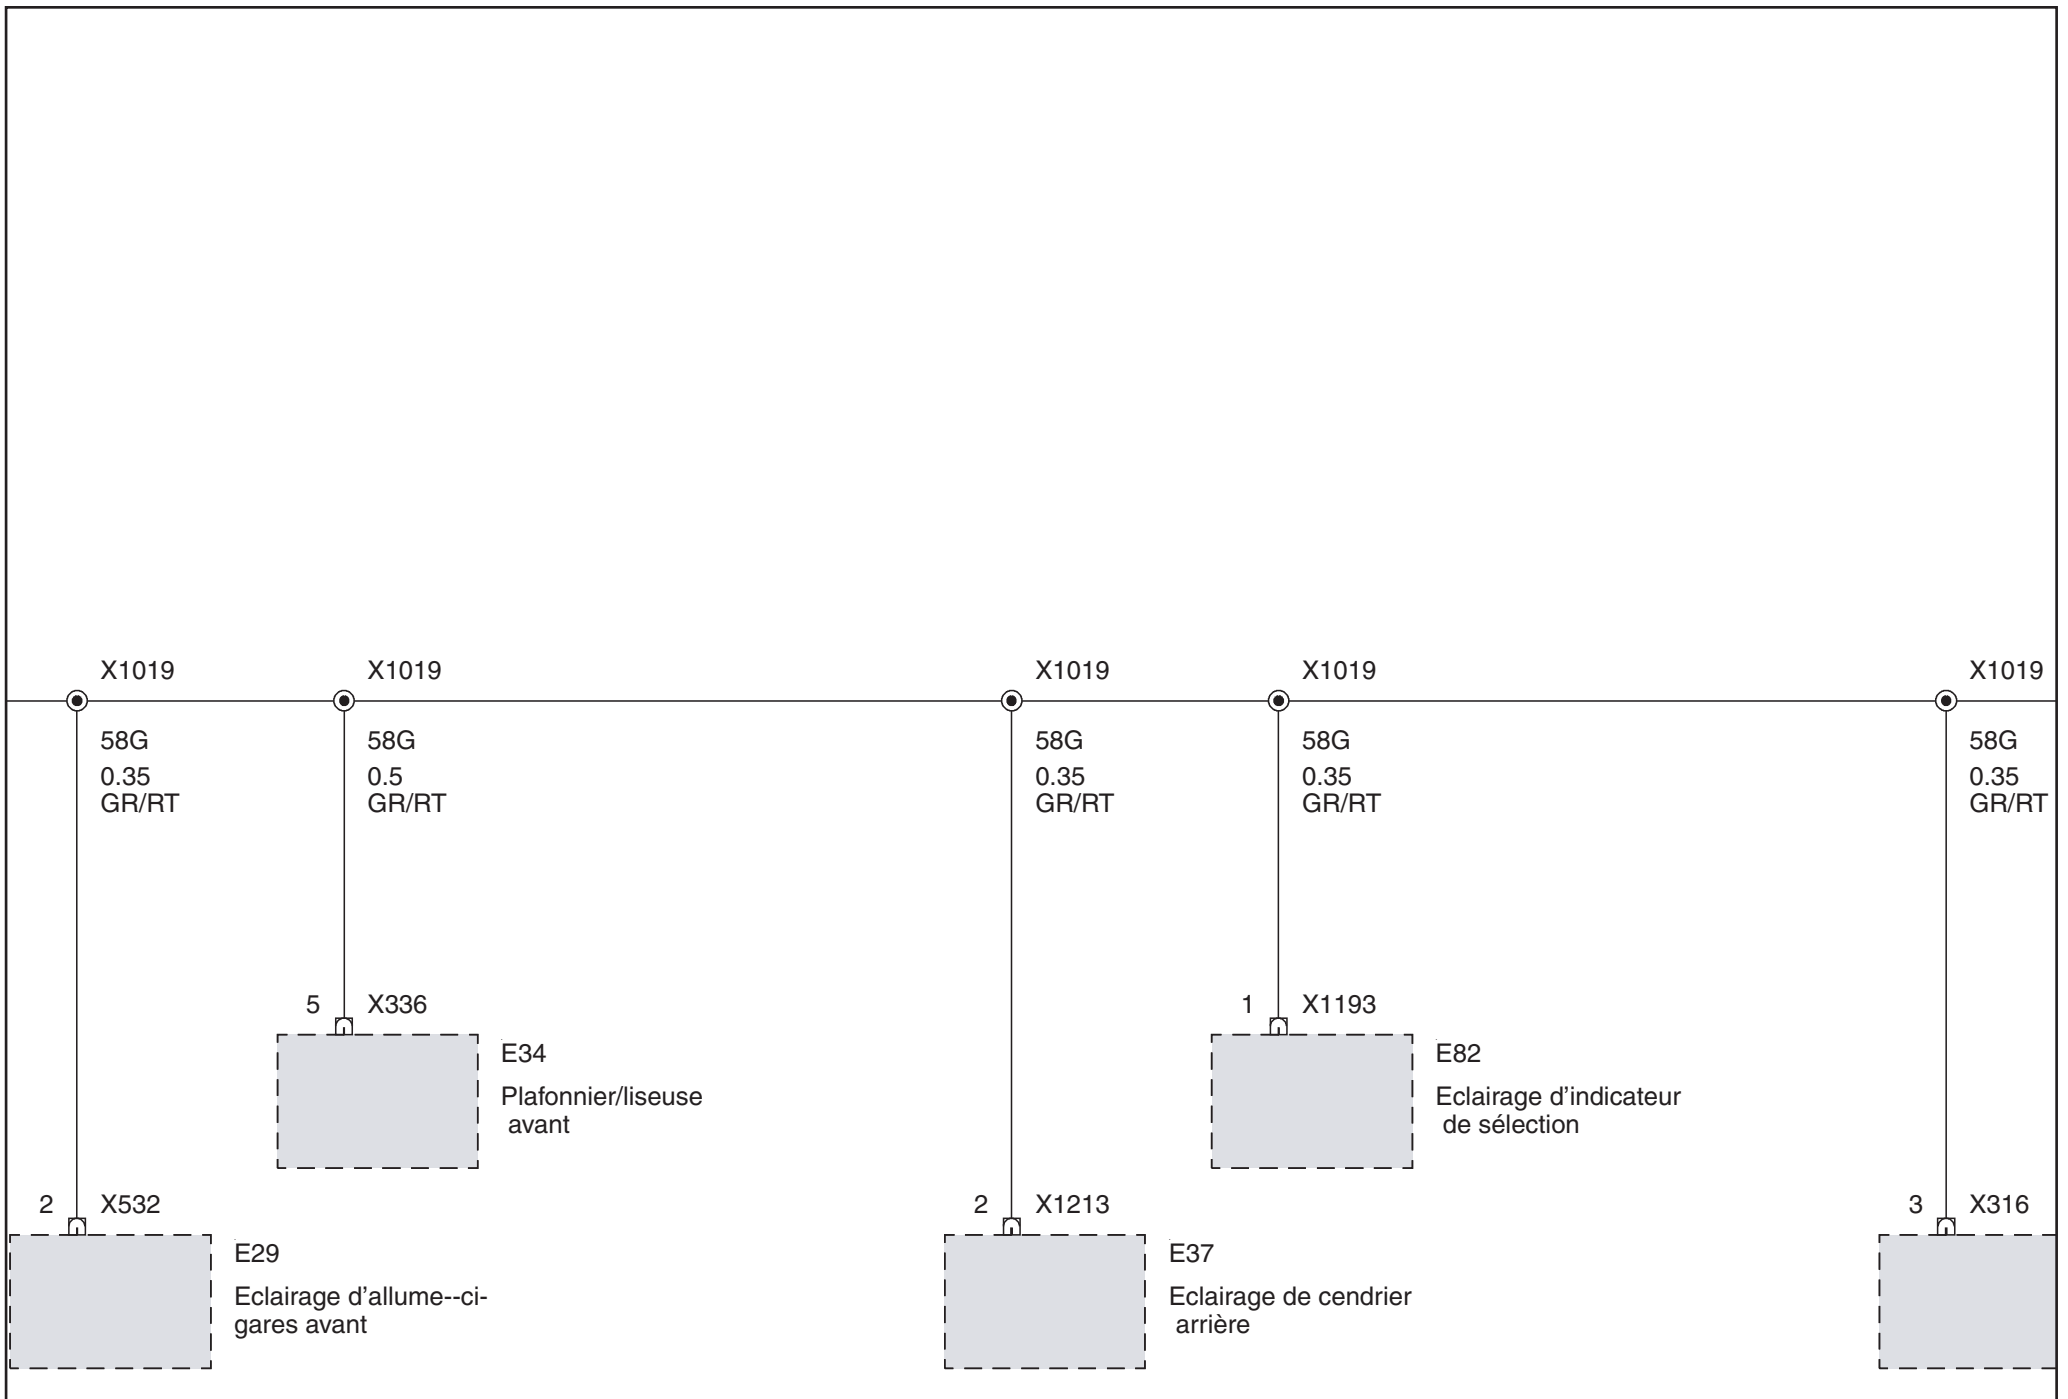 X1019 X1019 X1019 X1019 X1019
58G 58G 58G 58G 58G
0.35 0.5 0.35 0.35 0.35
GR/RT GR/RT GR/RT GR/RT GR/RT
5 X336 1 X1193
E34 E82
Plafonnier/liseuse Eclairage d’indicateur
avant de sélection
2 X532 2 X1213 3 X316
E29 E37
Eclairage d’allume--ci- Eclairage de cendrier
gares avant arrière